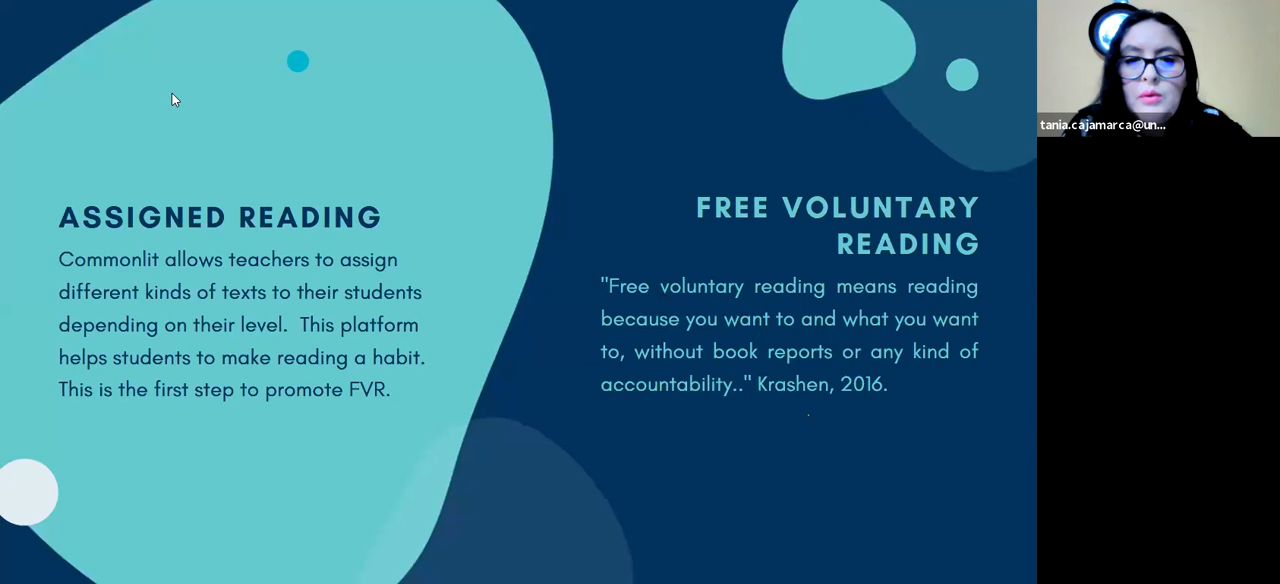 ASSIGNED READING
Commonlit allows teachers to assign
different kinds of texts to their students
depending on their level.  This platform
helps students to make reading a habit.
This is the first step to promote FVR.
FREE VOLUNTARY
READING
"Free voluntary reading means reading
because you want to and what you want
to, without book reports or any kind of
accountability.." Krashen, 2016.
tania.cajamarca@un...